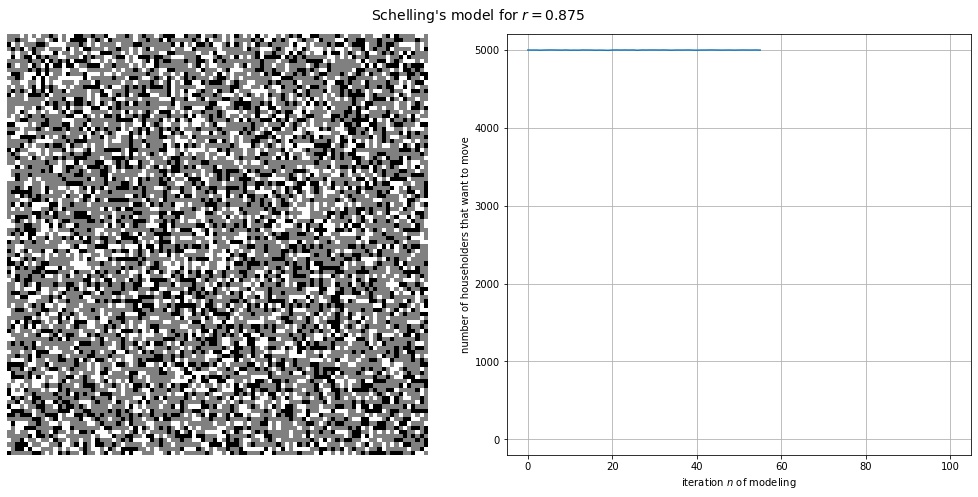 Schelling's model for r = 0.875
number of householders that want to move
5000
4000
3000
2000
1000
0
0 20 40 60 80 100
iteration n of modeling